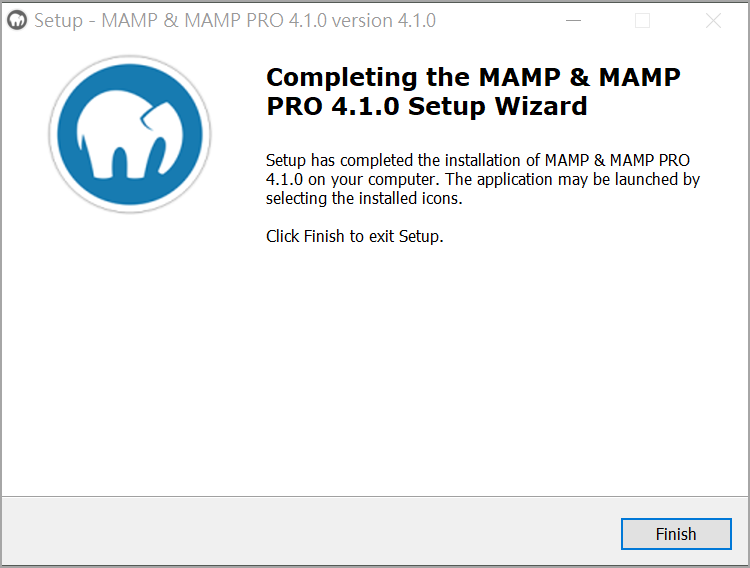 Setup - MAMP & MAMP PRO 4.1.0 version 4.1.0
Completing the MAMP & MAMP
PRO 4.1.0 Setup Wizard
Setup has completed the installation of MAMP & MAMP PRO
4.1.0 on your computer. The application may be launched by
selecting the installed icons.
Click Finish to exit Setup.
Finish